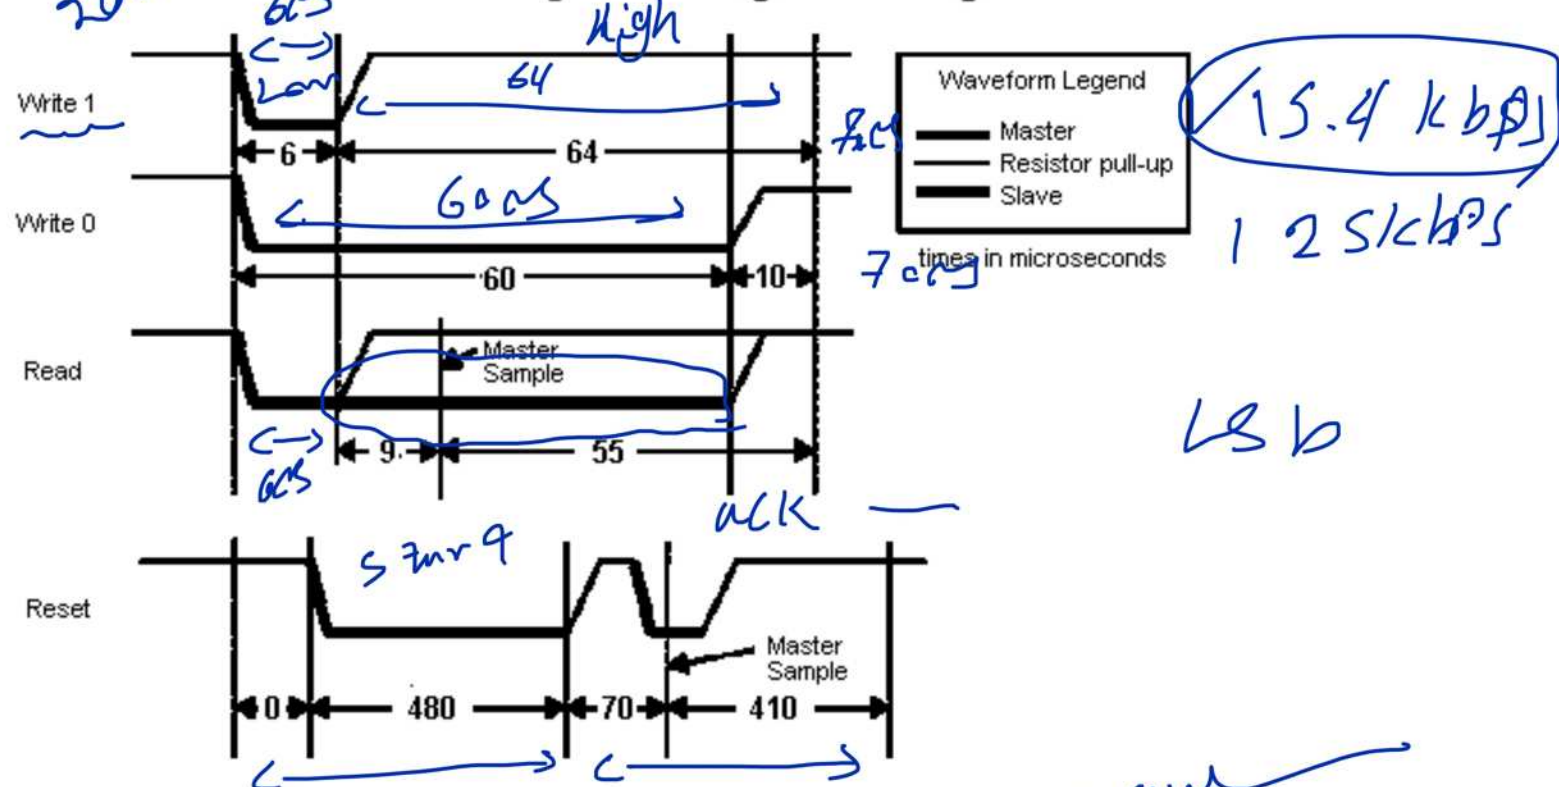 High
Low
64
Write 1
6
64
Waveform Legend
Master
Resistor pull-up
Slave
15.4 kbps
Write 0
60
60
10
times in microseconds
125kbps
Read
Master
Sample
9
55
LSb
ack
Reset
Master
Sample
0
480
70
410